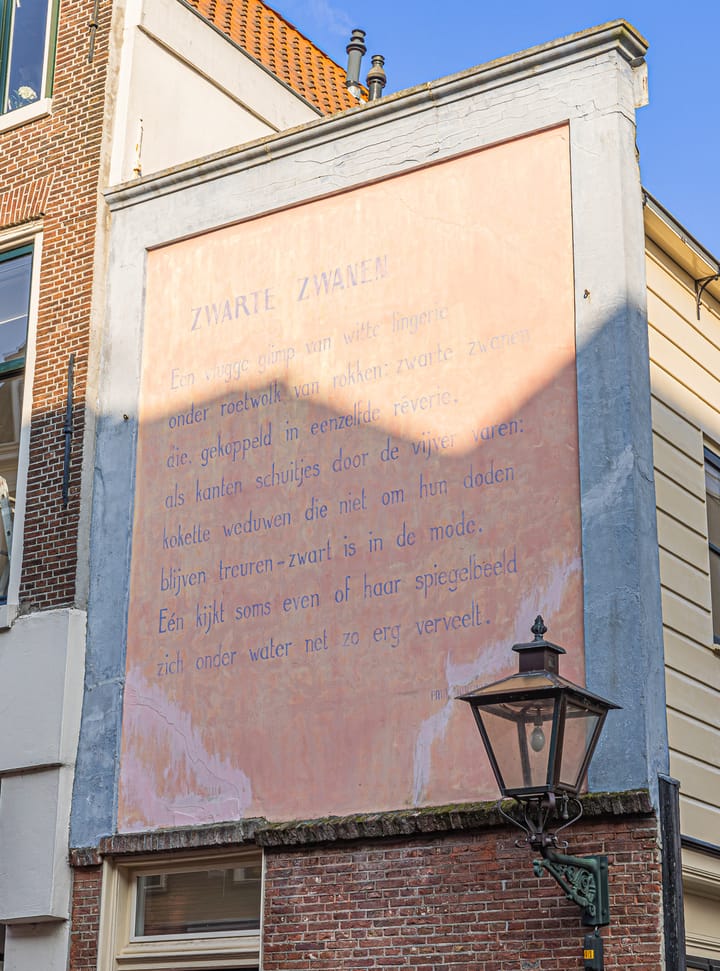 ZWARTE ZWANEN
Een vlugge glimp van witte lingerie
onder roetwolk van rokken: zwarte zwanen
die, gekoppeld in eenzelfde rêverie,
als kanten schuitjes door de vijver varen:
kokette weduwen die niet om hun doden
blijven treuren - zwart is in de mode.
Eén kijkt soms even of haar spiegelbeeld
zich onder water net zo erg verveelt.
PAUL